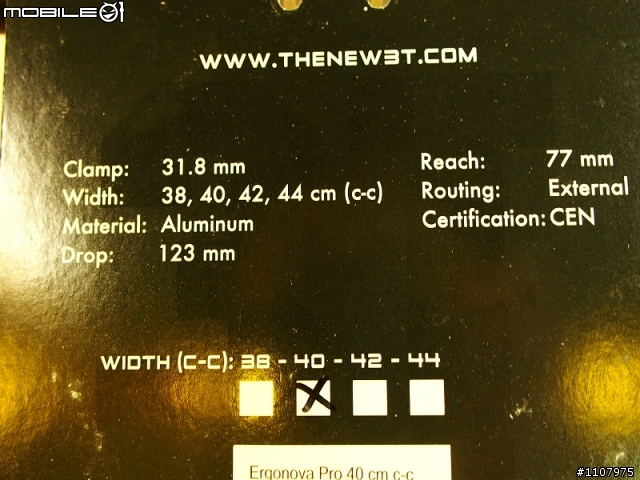 MOBILE01
WWW.THENEW3T.COM
Clamp: 31.8 mm
Width: 38, 40, 42, 44 cm (c-c)
Material: Aluminum
Drop: 123 mm
Reach: 77 mm
Routing: External
Certification: CEN
WIDTH (C-C): 38 - 40 - 42 - 44
Ergonova Pro 40 cm c-c
#1107975